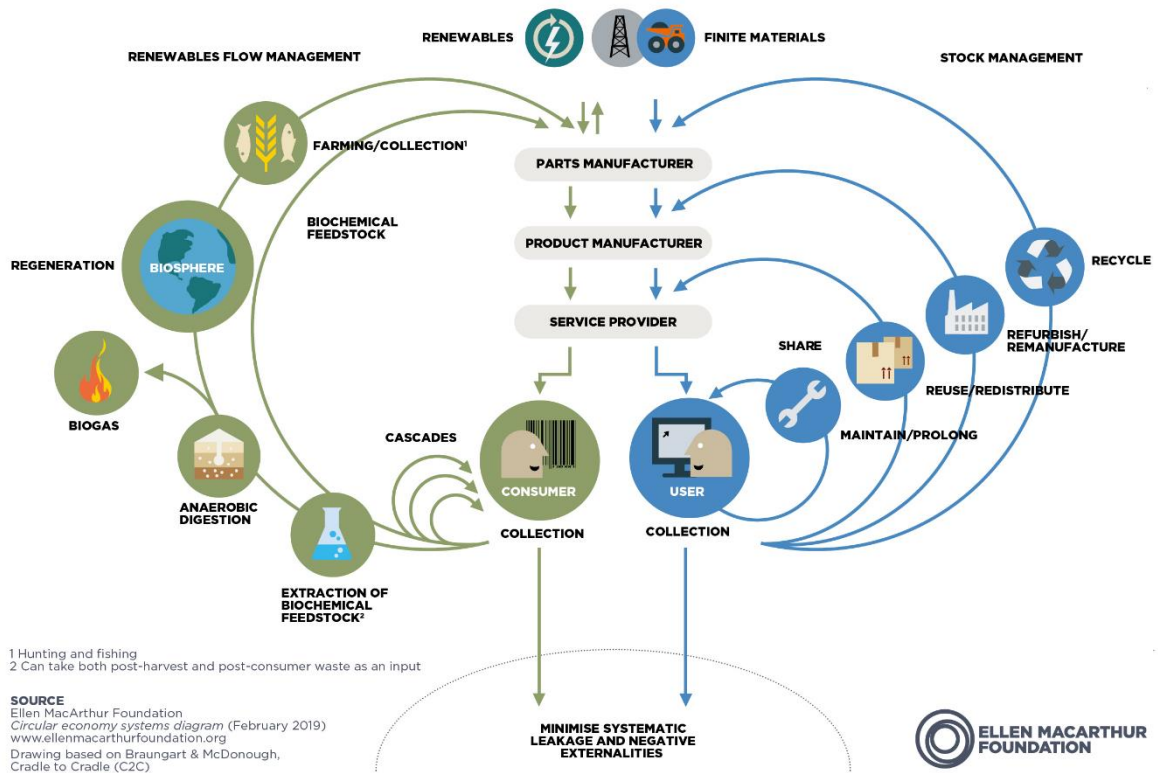 RENEWABLES
FINITE MATERIALS
RENEWABLES FLOW MANAGEMENT
STOCK MANAGEMENT
FARMING/COLLECTION¹
PARTS MANUFACTURER
BIOCHEMICAL
FEEDSTOCK
PRODUCT MANUFACTURER
REGENERATION
BIOSPHERE
RECYCLE
SERVICE PROVIDER
SHARE
REFURBISH/
REMANUFACTURE
REUSE/REDISTRIBUTE
BIOGAS
CASCADES
MAINTAIN/PROLONG
CONSUMER
USER
ANAEROBIC
DIGESTION
COLLECTION
COLLECTION
EXTRACTION OF
BIOCHEMICAL
FEEDSTOCK²
1 Hunting and fishing
2 Can take both post-harvest and post-consumer waste as an input
SOURCE
Ellen MacArthur Foundation
Circular economy systems diagram (February 2019)
www.ellenmacarthurfoundation.org
Drawing based on Braungart & McDonough,
Cradle to Cradle (C2C)
MINIMISE SYSTEMATIC
LEAKAGE AND NEGATIVE
EXTERNALITIES
ELLEN MACARTHUR
FOUNDATION